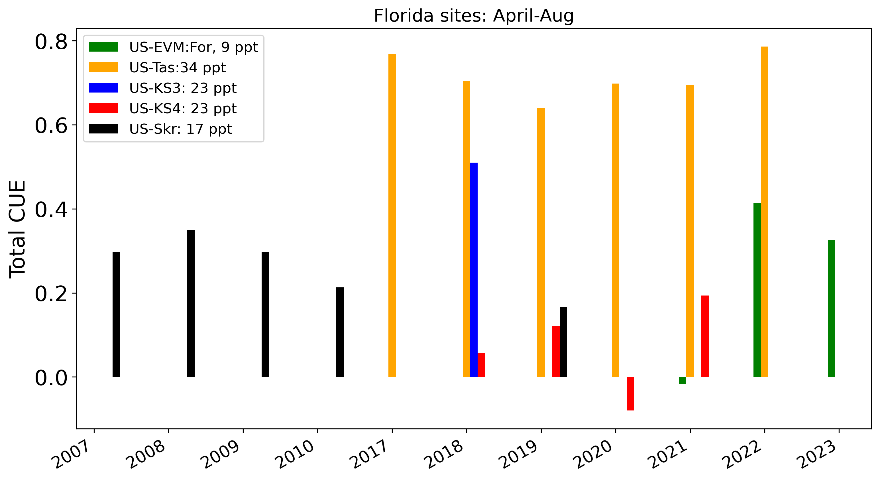 Florida sites: April-Aug
US-EVM:For, 9 ppt
US-Tas:34 ppt
US-KS3: 23 ppt
US-KS4: 23 ppt
US-Skr: 17 ppt
Total CUE
0.8
0.6
0.4
0.2
0.0
2007 2008 2009 2010 2017 2018 2019 2020 2021 2022 2023